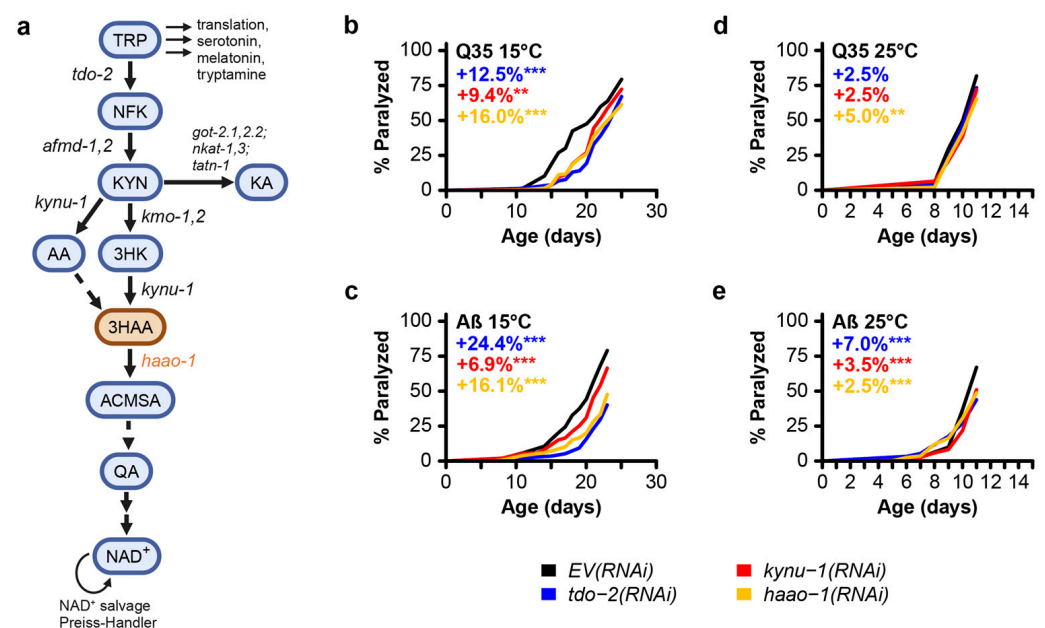 a
TRP
translation,
serotonin,
melatonin,
tryptamine
tdo-2
NFK
afmd-1,2
got-2.1,2.2;
nkat-1,3;
tatn-1
KYN
KA
kynu-1
kmo-1,2
AA
3HK
kynu-1
3HAA
haao-1
ACMSA
QA
NAD+
NAD+ salvage
Preiss-Handler
b
Q35 15°C
+12.5%***
+9.4%**
+16.0%***
% Paralyzed
100
75
50
25
0
0 10 20 30
Age (days)
d
Q35 25°C
+2.5%
+2.5%
+5.0%**
% Paralyzed
100
75
50
25
0
0 2 4 6 8 10 12 14
Age (days)
c
Aß 15°C
+24.4%***
+6.9%***
+16.1%***
% Paralyzed
100
75
50
25
0
0 10 20 30
Age (days)
e
Aß 25°C
+7.0%***
+3.5%***
+2.5%***
% Paralyzed
100
75
50
25
0
0 2 4 6 8 10 12 14
Age (days)
EV(RNAi)
tdo−2(RNAi)
kynu−1(RNAi)
haao−1(RNAi)